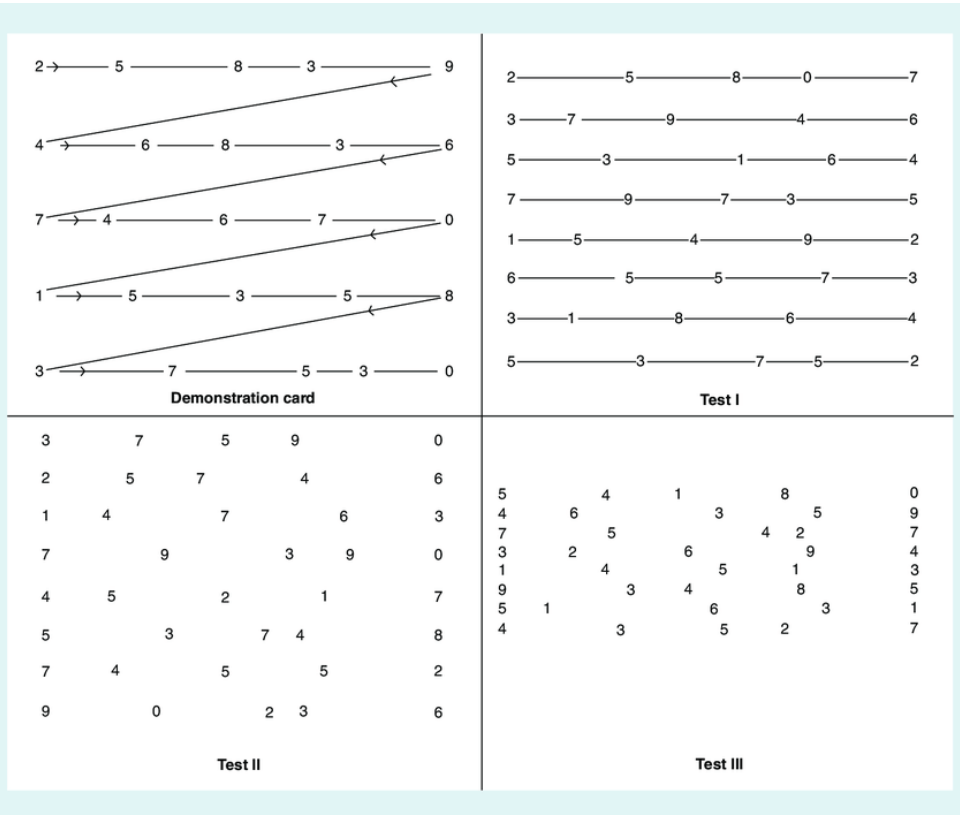 2 5 8 3 9
4 6 8 3 6
7 4 6 7 0
1 5 3 5 8
3 7 5 3 0
Demonstration card
2 5 8 0 7
3 7 9 4 6
5 3 1 6 4
7 9 7 3 5
1 5 4 9 2
6 5 5 7 3
3 1 8 6 4
5 3 7 5 2
Test I
3 7 5 9 0
2 5 7 4 6
1 4 7 6 3
7 9 3 9 0
4 5 2 1 7
5 3 7 4 8
7 4 5 5 2
9 0 2 3 6
Test II
5 4 1 8 0
4 6 3 5 9
7 5 4 2 7
3 2 6 9 4
1 4 5 1 3
9 3 4 8 5
5 1 6 3 1
4 3 5 2 7
Test III